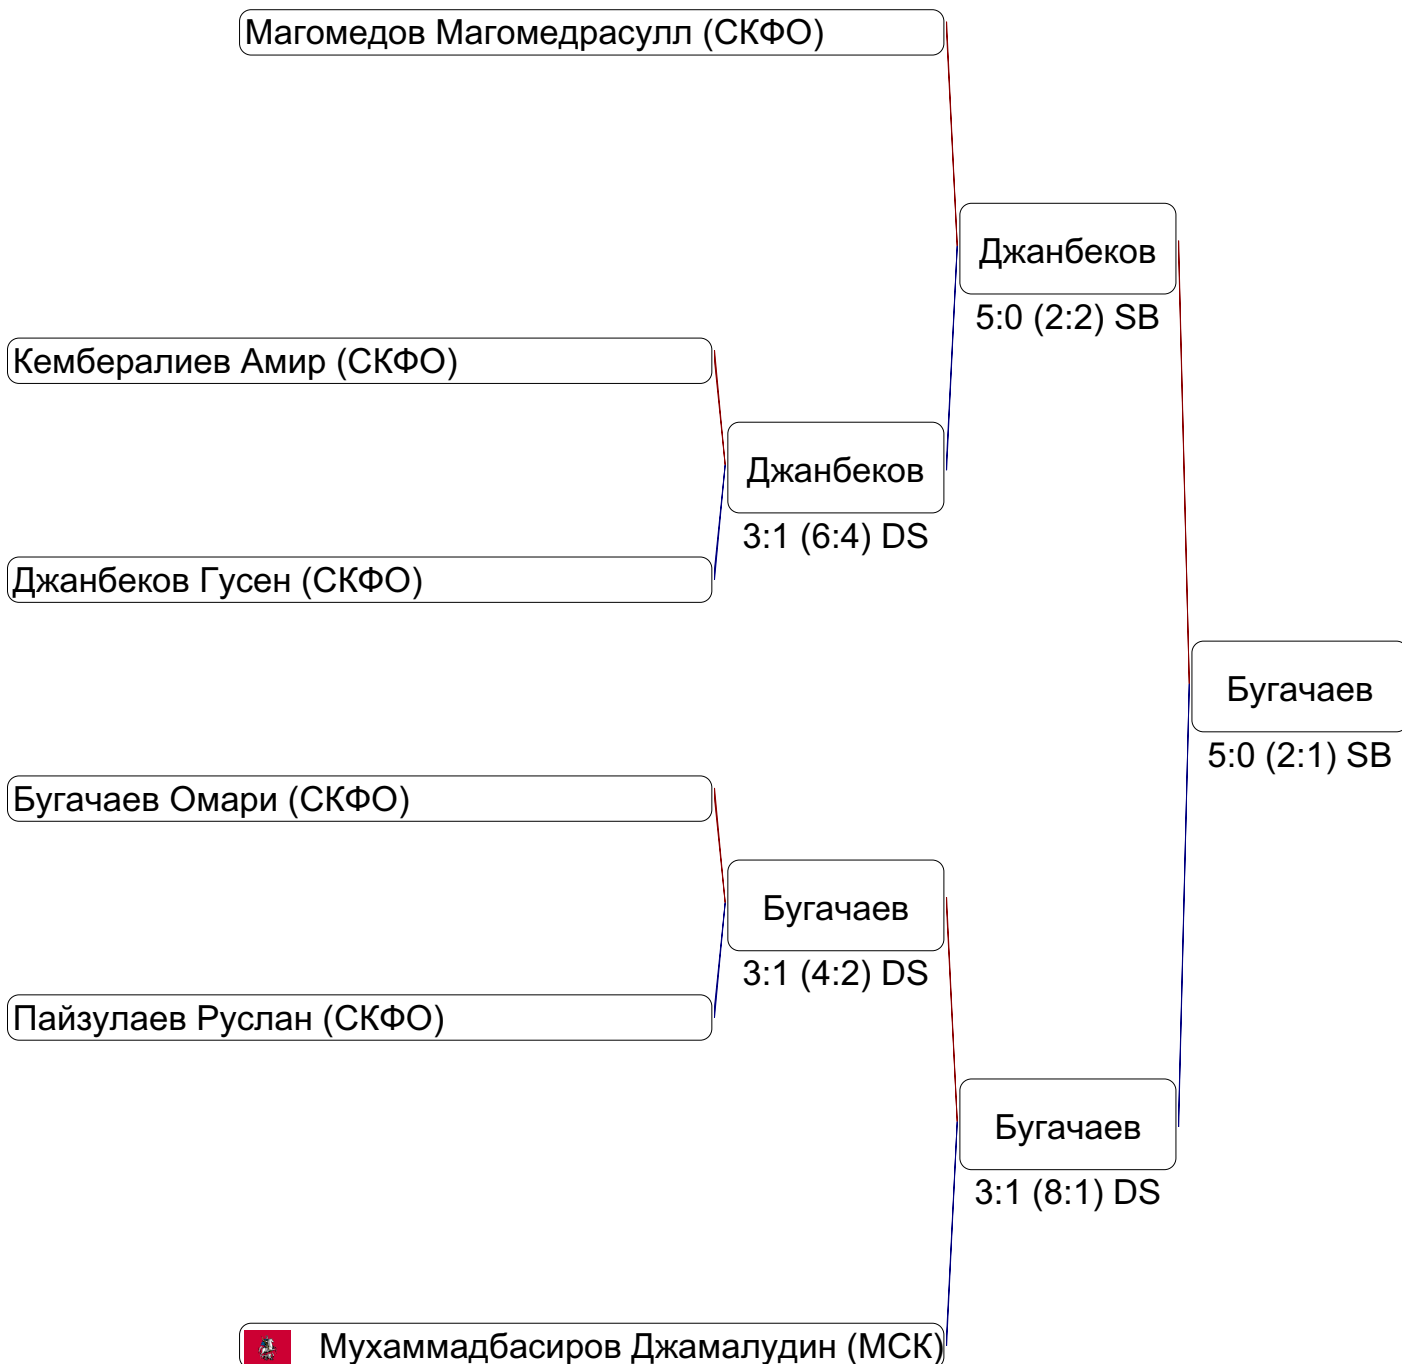 Магомедов Магомедрасулл (СКФО)
Джанбеков
5:0 (2:2) SB
Кембералиев Амир (СКФО)
Джанбеков
3:1 (6:4) DS
Джанбеков Гусен (СКФО)
Бугачаев
5:0 (2:1) SB
Бугачаев Омари (СКФО)
Бугачаев
3:1 (4:2) DS
Пайзулаев Руслан (СКФО)
Бугачаев
3:1 (8:1) DS
Мухаммадбасиров Джамалудин (МСК)